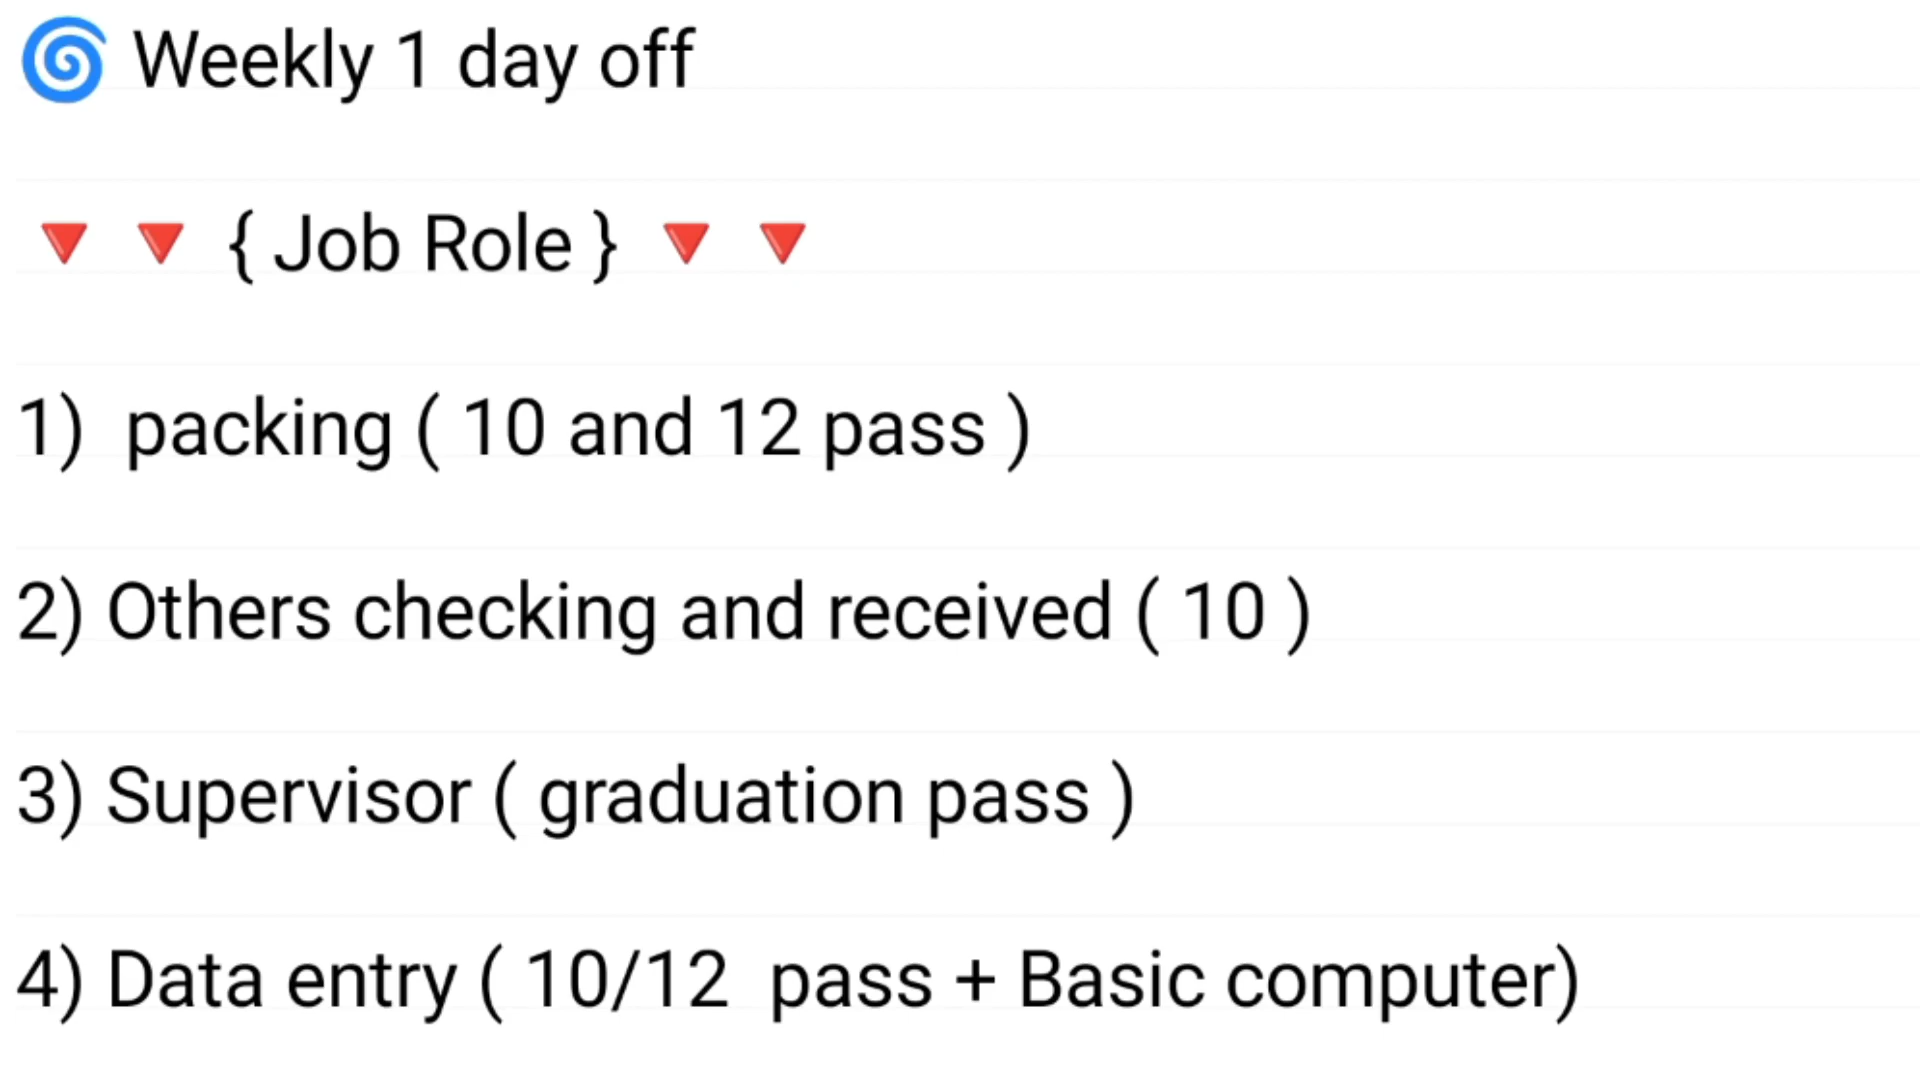 🌀 Weekly 1 day off
🔻 🔻 { Job Role } 🔻 🔻
1)  packing ( 10 and 12 pass )
2) Others checking and received ( 10 )
3) Supervisor ( graduation pass )
4) Data entry ( 10/12  pass + Basic computer)